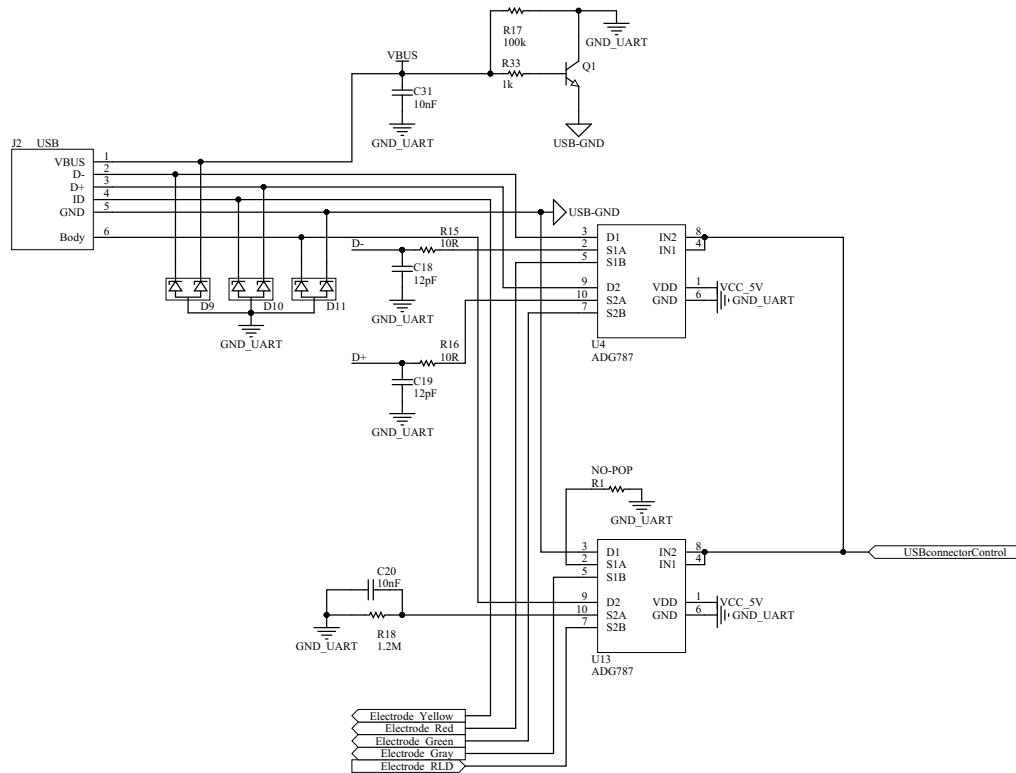 R17
100k
GND_UART
VBUS
R33
1k
Q1
C31
10nF
GND_UART
USB-GND
J2 USB
VBUS 1
D- 2
D+ 3
ID 4
GND 5
Body 6
USB-GND
D9
D10
D11
GND_UART
D-
R15
10R
C18
12pF
GND_UART
D+
R16
10R
C19
12pF
GND_UART
3 D1 IN2 8
2 S1A IN1 4
5 S1B
9 D2 VDD 1 VCC_5V
10 S2A GND 6 GND_UART
7 S2B
U4
ADG787
NO-POP
R1
GND_UART
3 D1 IN2 8
2 S1A IN1 4
5 S1B
9 D2 VDD 1 VCC_5V
10 S2A GND 6 GND_UART
7 S2B
U13
ADG787
USBconnectorControl
C20
10nF
R18
1.2M
GND_UART
Electrode_Yellow
Electrode_Red
Electrode_Green
Electrode_Gray
Electrode_RLD